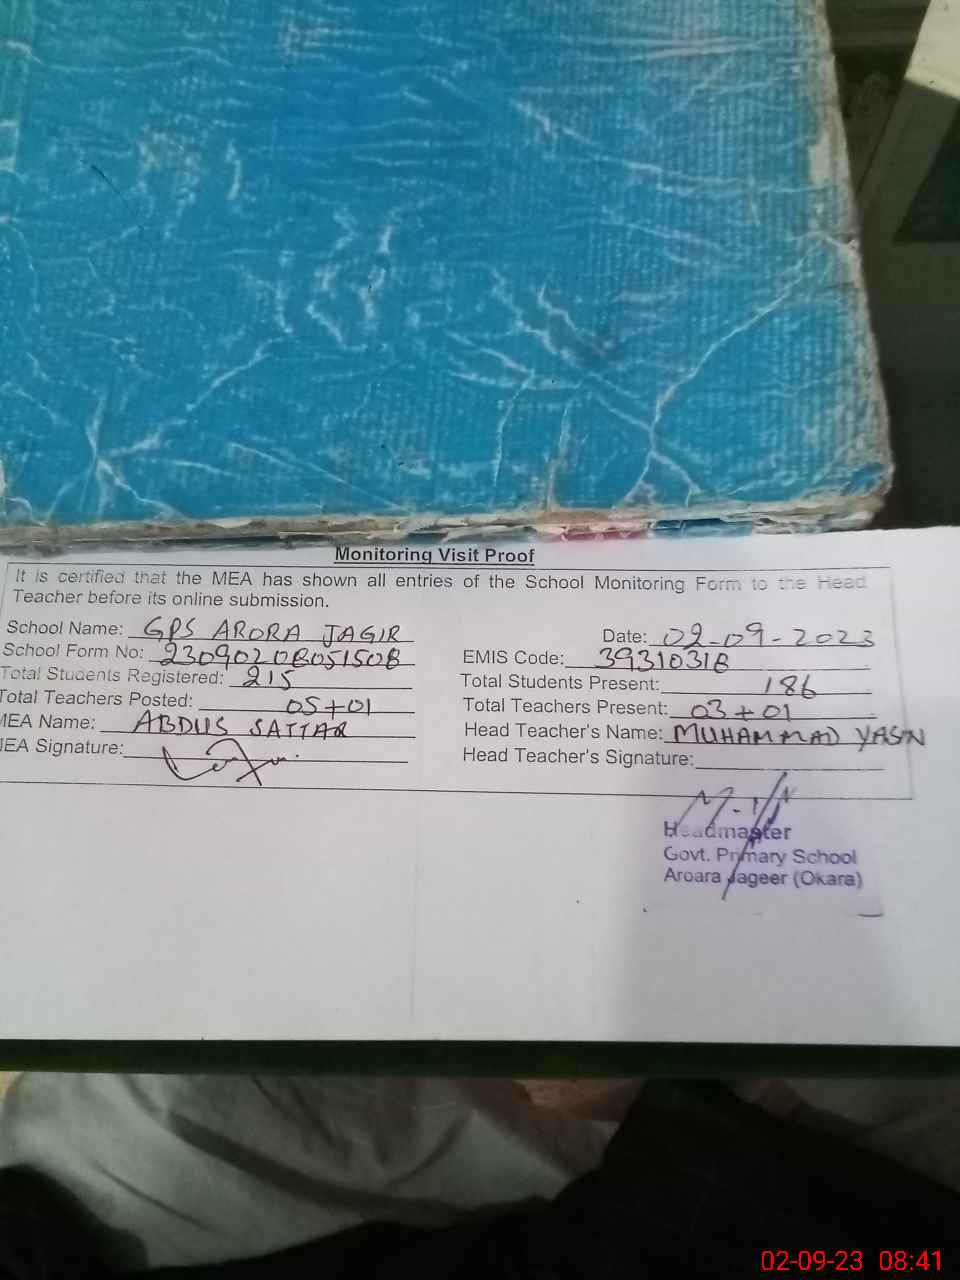 Monitoring Visit Proof
It is certified that the MEA has shown all entries of the School Monitoring Form to the Head
Teacher before its online submission.
School Name: GPS ARORA JAGIR
Date: 02-09-2023
School Form No: 23090208051508
EMIS Code: 39310318
Total Students Registered: 215
Total Students Present: 186
Total Teachers Posted: 05+01
Total Teachers Present: 03+01
MEA Name: ABDUS SATTAR
Head Teacher's Name: MUHAMMAD YASIN
MEA Signature:
Head Teacher's Signature:
Headmaster
Govt. Primary School
Aroara Jageer (Okara)
02-09-23 08:41